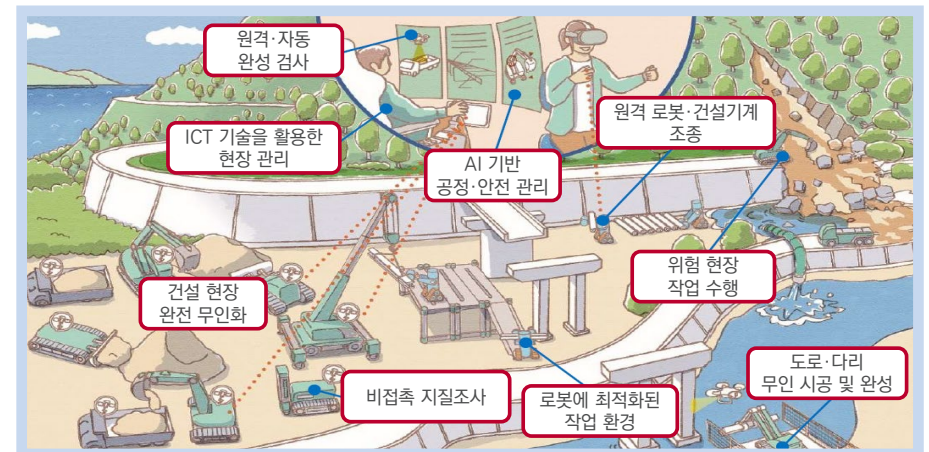 원격·자동
완성 검사
ICT 기술을 활용한
현장 관리
AI 기반
공정·안전 관리
원격 로봇·건설기계
조종
위험 현장
작업 수행
건설 현장
완전 무인화
비접촉 지질조사
로봇에 최적화된
작업 환경
도로·다리
무인 시공 및 완성